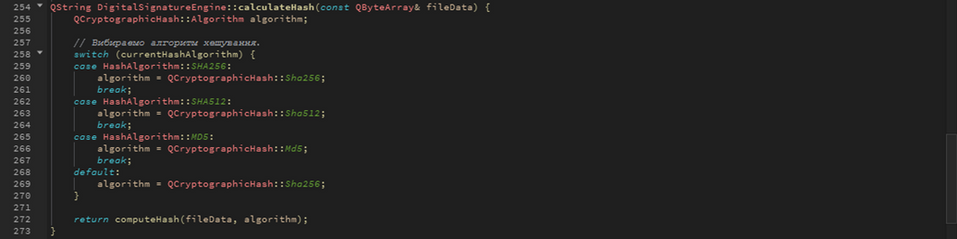 254 QString DigitalSignatureEngine::calculateHash(const QByteArray& fileData) {
255     QCryptographicHash::Algorithm algorithm;
256
257     // Вибираємо алгоритм хешування.
258     switch (currentHashAlgorithm) {
259     case HashAlgorithm::SHA256:
260         algorithm = QCryptographicHash::Sha256;
261         break;
262     case HashAlgorithm::SHA512:
263         algorithm = QCryptographicHash::Sha512;
264         break;
265     case HashAlgorithm::MD5:
266         algorithm = QCryptographicHash::Md5;
267         break;
268     default:
269         algorithm = QCryptographicHash::Sha256;
270     }
271
272     return computeHash(fileData, algorithm);
273 }